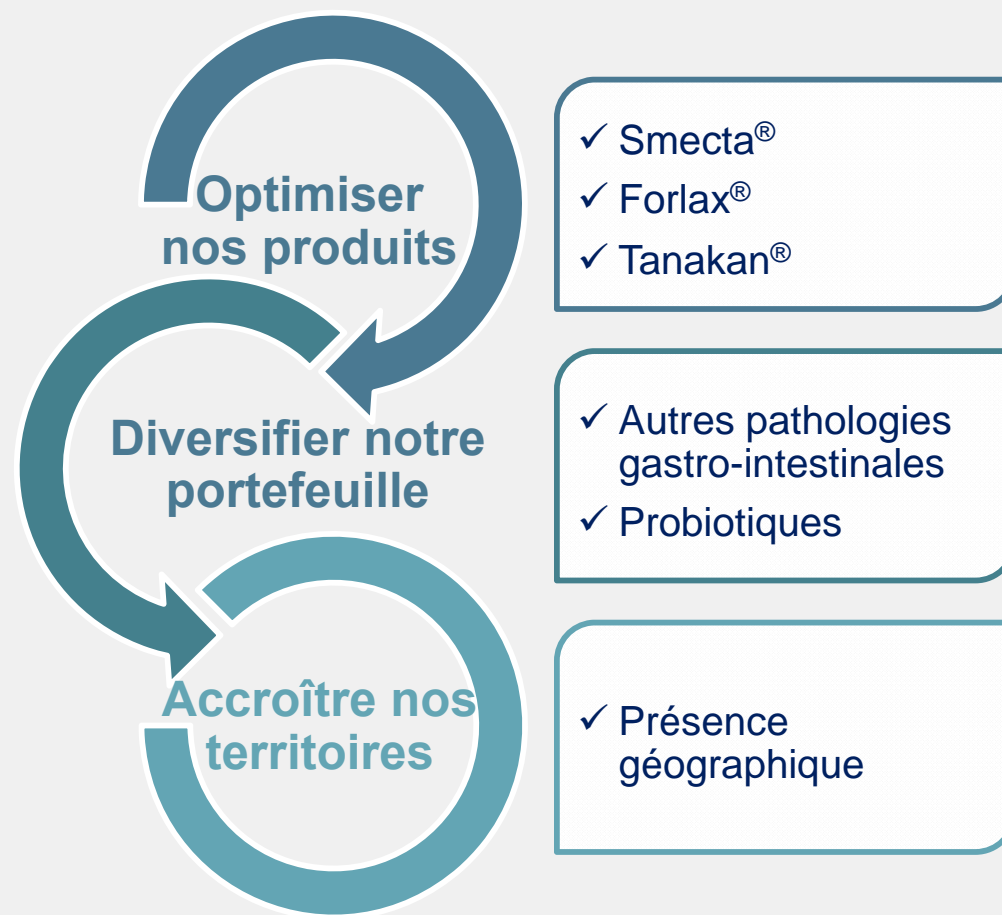 Optimiser
nos produits
✓ Smecta®
✓ Forlax®
✓ Tanakan®
Diversifier notre
portefeuille
✓ Autres pathologies
gastro-intestinales
✓ Probiotiques
Accroître nos
territoires
✓ Présence
géographique